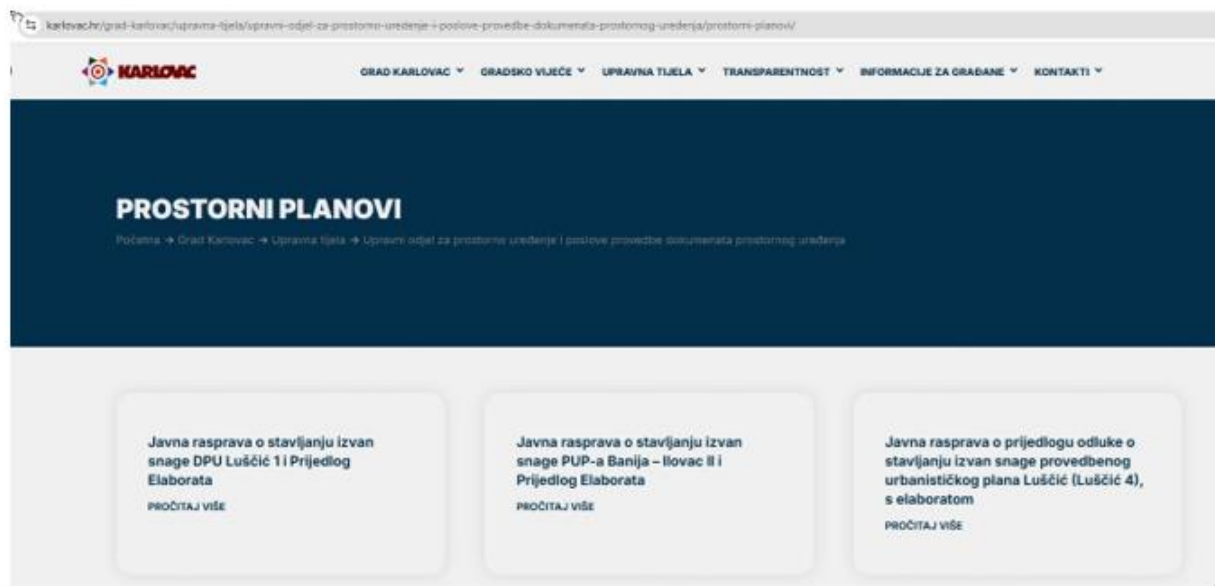 karlovac.hr/grad-karlovac/upravna-tijela/upravni-odjel-za-prostorno-uredenje-i-poslove-provedbe-dokumenata-prostornog-uredenja/prostorni-planovi/
KARLOVAC
GRAD KARLOVAC GRADSKO VIJEĆE UPRAVNA TIJELA TRANSPARENTNOST INFORMACIJE ZA GRAĐANE KONTAKTI
PROSTORNI PLANOVI
Početna → Grad Karlovac → Upravna tijela → Upravni odjel za prostorno uređenje i poslove provedbe dokumenata prostornog uređenja
Javna rasprava o stavljanju izvan
snage DPU Luščić 1 i Prijedlog
Elaborata
PROČITAJ VIŠE
Javna rasprava o stavljanju izvan
snage PUP-a Banija – Ilovac II i
Prijedlog Elaborata
PROČITAJ VIŠE
Javna rasprava o prijedlogu odluke o
stavljanju izvan snage provedbenog
urbanističkog plana Luščić (Luščić 4),
s elaboratom
PROČITAJ VIŠE